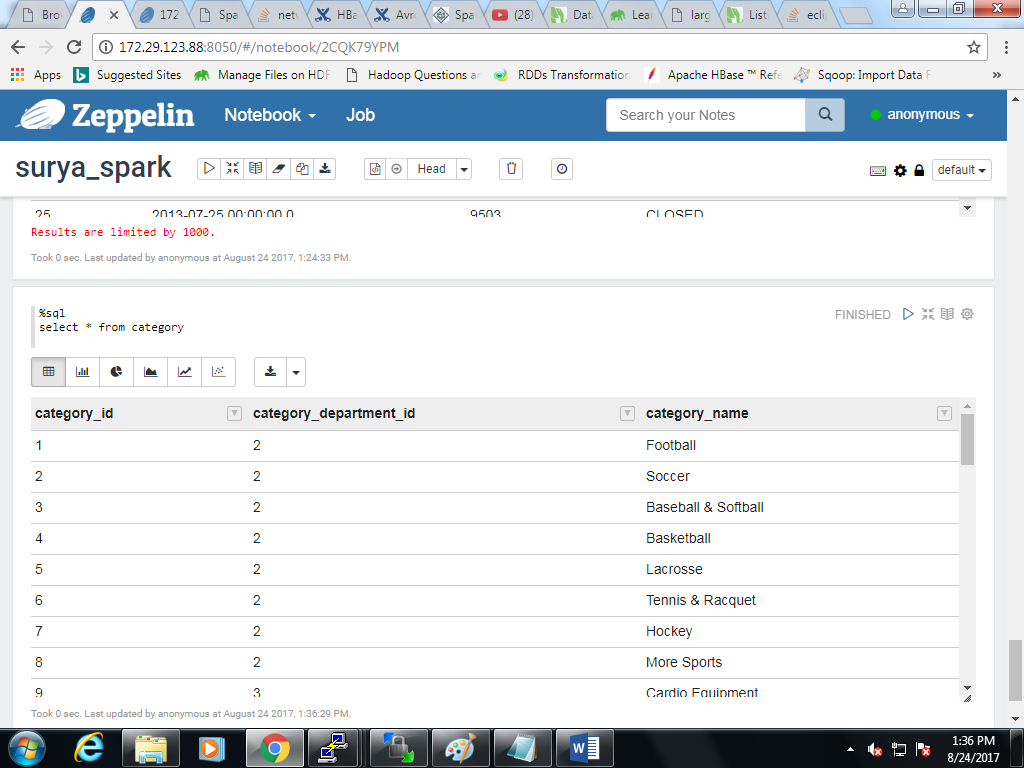 Bro
172
Spa
net
HBa
Avr
Spa
(28)
Dat
Lea
larg
List
ecli
172.29.123.88:8050/#/notebook/2CQK79YPM
Apps
Suggested Sites
Manage Files on HDF
Hadoop Questions an
RDDs Transformation
Apache HBase ™ Refe
Sqoop: Import Data F
»
Zeppelin
Notebook
Job
Search your Notes
anonymous
surya_spark
Head
default
25 2013-07-25 00:00:00.0 9503 CLOSED
Results are limited by 1000.
Took 0 sec. Last updated by anonymous at August 24 2017, 1:24:33 PM.
%sql
FINISHED
select * from category
category_id category_department_id category_name
1 2 Football
2 2 Soccer
3 2 Baseball & Softball
4 2 Basketball
5 2 Lacrosse
6 2 Tennis & Racquet
7 2 Hockey
8 2 More Sports
9 3 Cardio Equipment
Took 0 sec. Last updated by anonymous at August 24 2017, 1:36:29 PM.
1:36 PM
8/24/2017